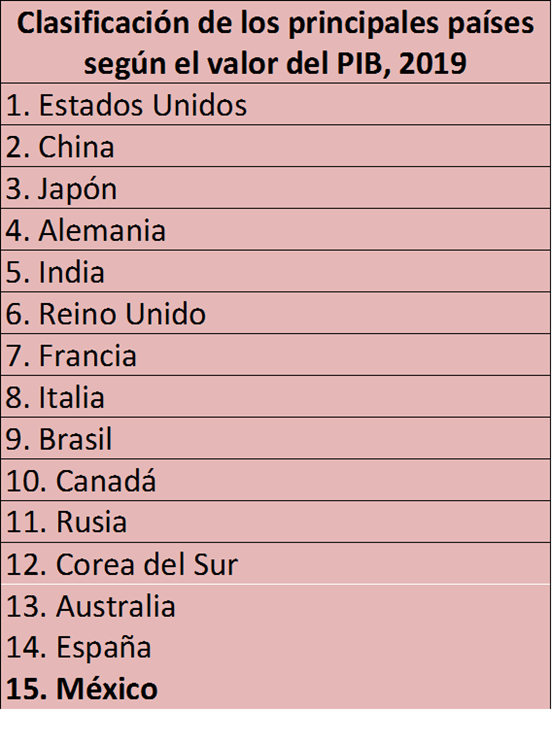 Clasificación de los principales países
según el valor del PIB, 2019
1. Estados Unidos
2. China
3. Japón
4. Alemania
5. India
6. Reino Unido
7. Francia
8. Italia
9. Brasil
10. Canadá
11. Rusia
12. Corea del Sur
13. Australia
14. España
15. México